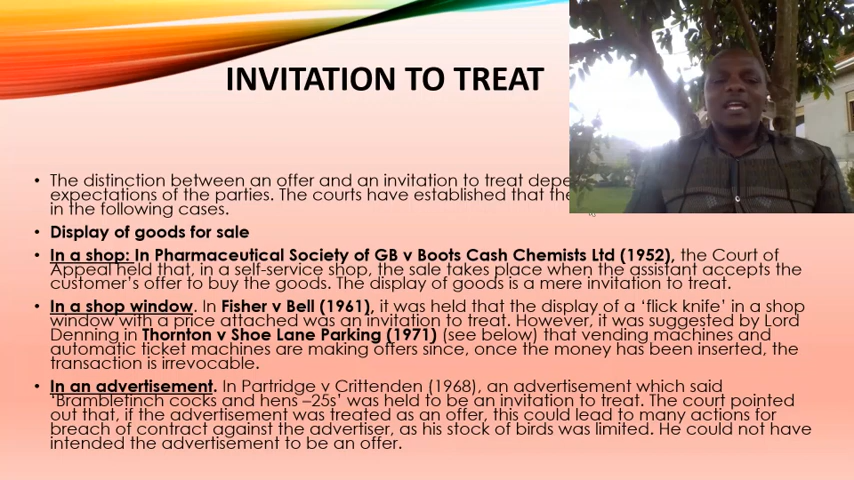 INVITATION TO TREAT
• The distinction between an offer and an invitation to treat
expectations of the parties. The courts have established that
in the following cases.
• Display of goods for sale
• In a shop: In Pharmaceutical Society of GB v Boots Cash Chemists Ltd (1952), the Court of
Appeal held that, in a self-service shop, the sale takes place when the assistant accepts the
customer's offer to buy the goods. The display of goods is a mere invitation to treat.
• In a shop window. In Fisher v Bell (1961), it was held that the display of a 'flick knife' in a shop
window with a price attached was an invitation to treat. However, it was suggested by Lord
Denning in Thornton v Shoe Lane Parking (1971) (see below) that vending machines and
automatic ticket machines are making offers since, once the money has been inserted, the
transaction is irrevocable.
• In an advertisement. In Partridge v Crittenden (1968), an advertisement which said
'Bramblefinch cocks and hens –25s' was held to be an invitation to treat. The court pointed
out that, if the advertisement was treated as an offer, this could lead to many actions for
breach of contract against the advertiser, as his stock of birds was limited. He could not have
intended the advertisement to be an offer.